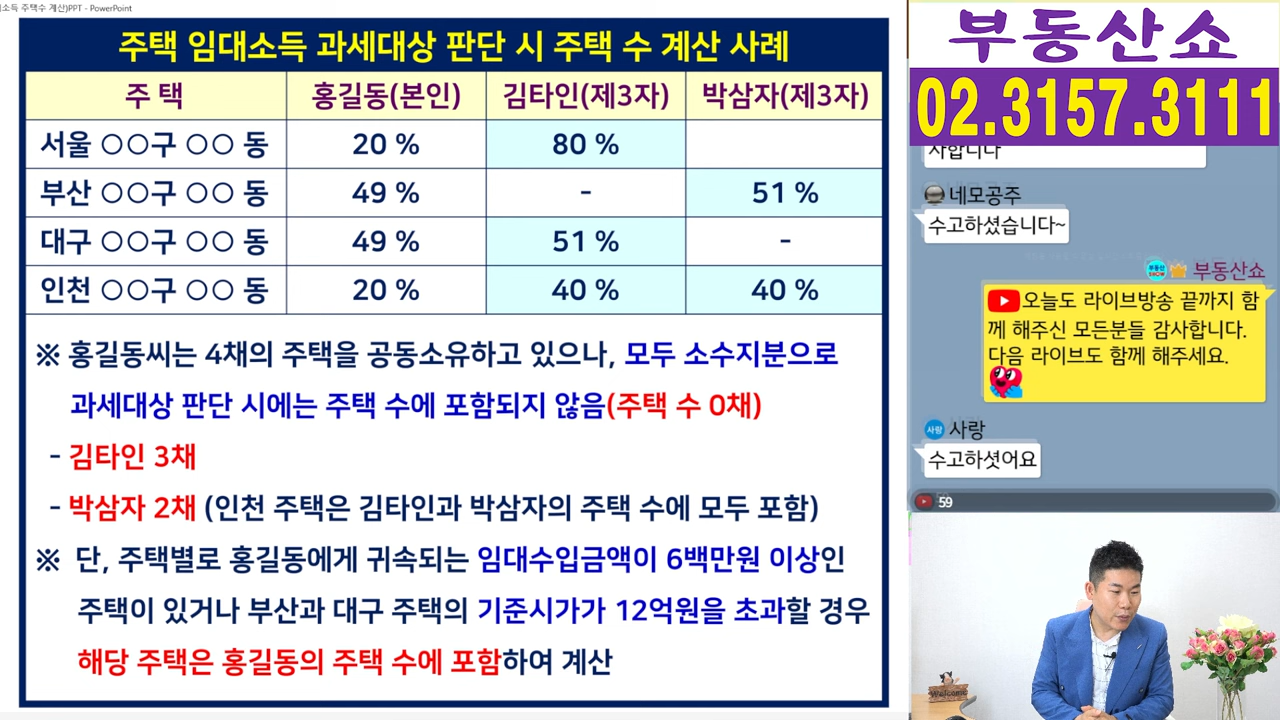 소득 주택수 계산)PPT - PowerPoint
주택 임대소득 과세대상 판단 시 주택 수 계산 사례
주 택 홍길동(본인) 김타인(제3자) 박삼자(제3자)
서울 ○○구 ○○ 동 20 % 80 %
부산 ○○구 ○○ 동 49 % - 51 %
대구 ○○구 ○○ 동 49 % 51 % -
인천 ○○구 ○○ 동 20 % 40 % 40 %
※ 홍길동씨는 4채의 주택을 공동소유하고 있으나, 모두 소수지분으로
과세대상 판단 시에는 주택 수에 포함되지 않음(주택 수 0채)
- 김타인 3채
- 박삼자 2채 (인천 주택은 김타인과 박삼자의 주택 수에 모두 포함)
※ 단, 주택별로 홍길동에게 귀속되는 임대수입금액이 6백만원 이상인
주택이 있거나 부산과 대구 주택의 기준시가가 12억원을 초과할 경우
해당 주택은 홍길동의 주택 수에 포함하여 계산
부동산쇼
02.3157.3111
사합니다
네모공주
수고하셨습니다~
부동산
SHOW
부동산쇼
오늘도 라이브방송 끝까지 함
께 해주신 모든분들 감사합니다.
다음 라이브도 함께 해주세요.
사랑 사랑
수고하셧어요
59
Welcome